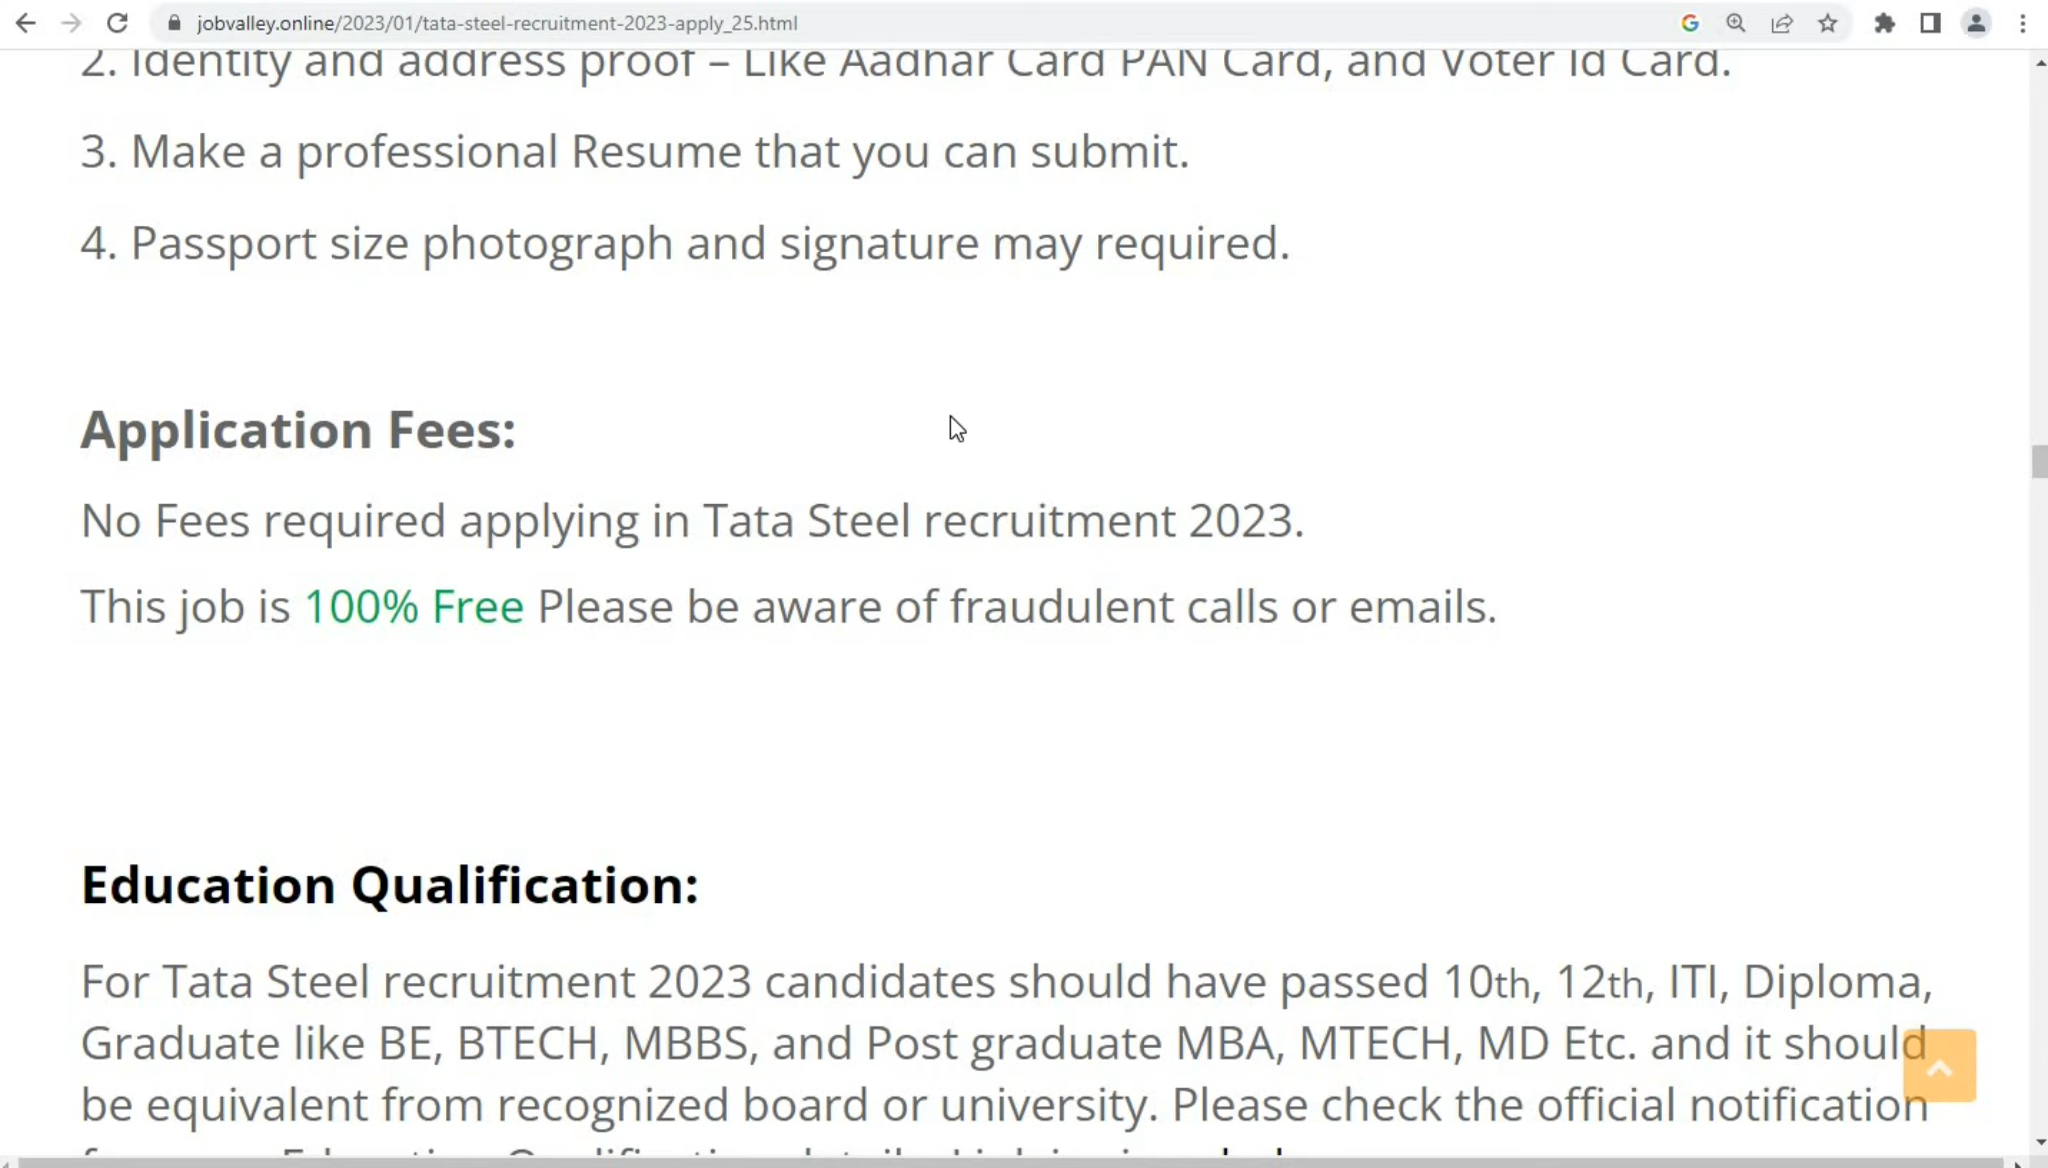 jobvalley.online/2023/01/tata-steel-recruitment-2023-apply_25.html
2. Identity and address proof – Like Aadhar Card PAN Card, and Voter Id Card.
3. Make a professional Resume that you can submit.
4. Passport size photograph and signature may required.
Application Fees:
No Fees required applying in Tata Steel recruitment 2023.
This job is 100% Free Please be aware of fraudulent calls or emails.
Education Qualification:
For Tata Steel recruitment 2023 candidates should have passed 10th, 12th, ITI, Diploma,
Graduate like BE, BTECH, MBBS, and Post graduate MBA, MTECH, MD Etc. and it should
be equivalent from recognized board or university. Please check the official notification